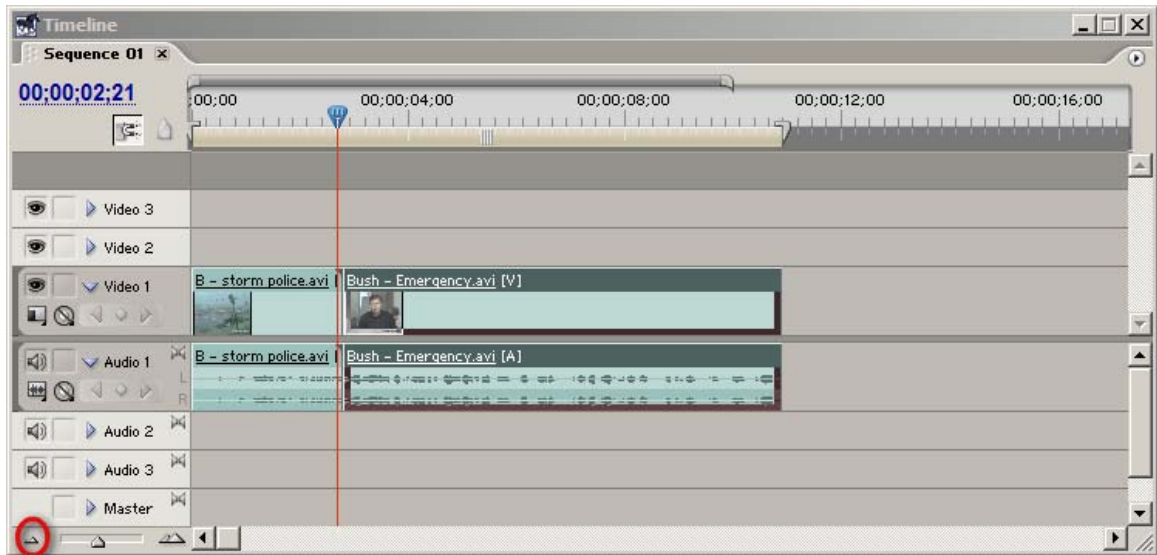 Timeline
Sequence 01
00;00;02;21
;00;00 00;00;04;00 00;00;08;00 00;00;12;00 00;00;16;00
Video 3
Video 2
Video 1
B - storm police.avi
Bush - Emergency.avi [V]
Audio 1
B - storm police.avi
Bush - Emergency.avi [A]
L
R
Audio 2
Audio 3
Master